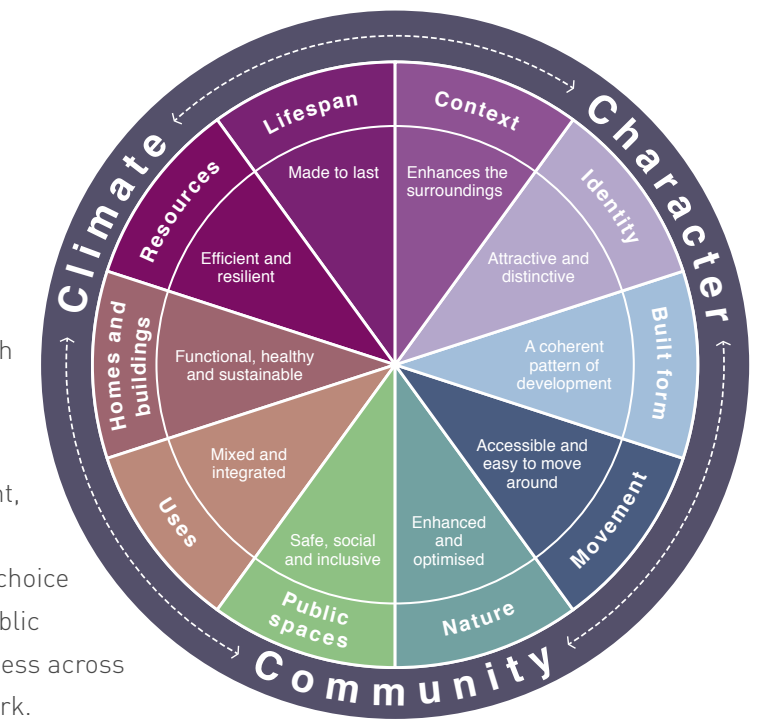 Climate
Character
Community
Lifespan
Made to last
Context
Enhances the
surroundings
Identity
Attractive and
distinctive
Built form
A coherent
pattern of
development
Movement
Accessible and
easy to move
around
Nature
Enhanced
and
optimised
Public
spaces
Safe, social
and inclusive
Uses
Mixed and
integrated
Homes and
buildings
Functional, healthy
and sustainable
Resources
Efficient and
resilient
choice
across